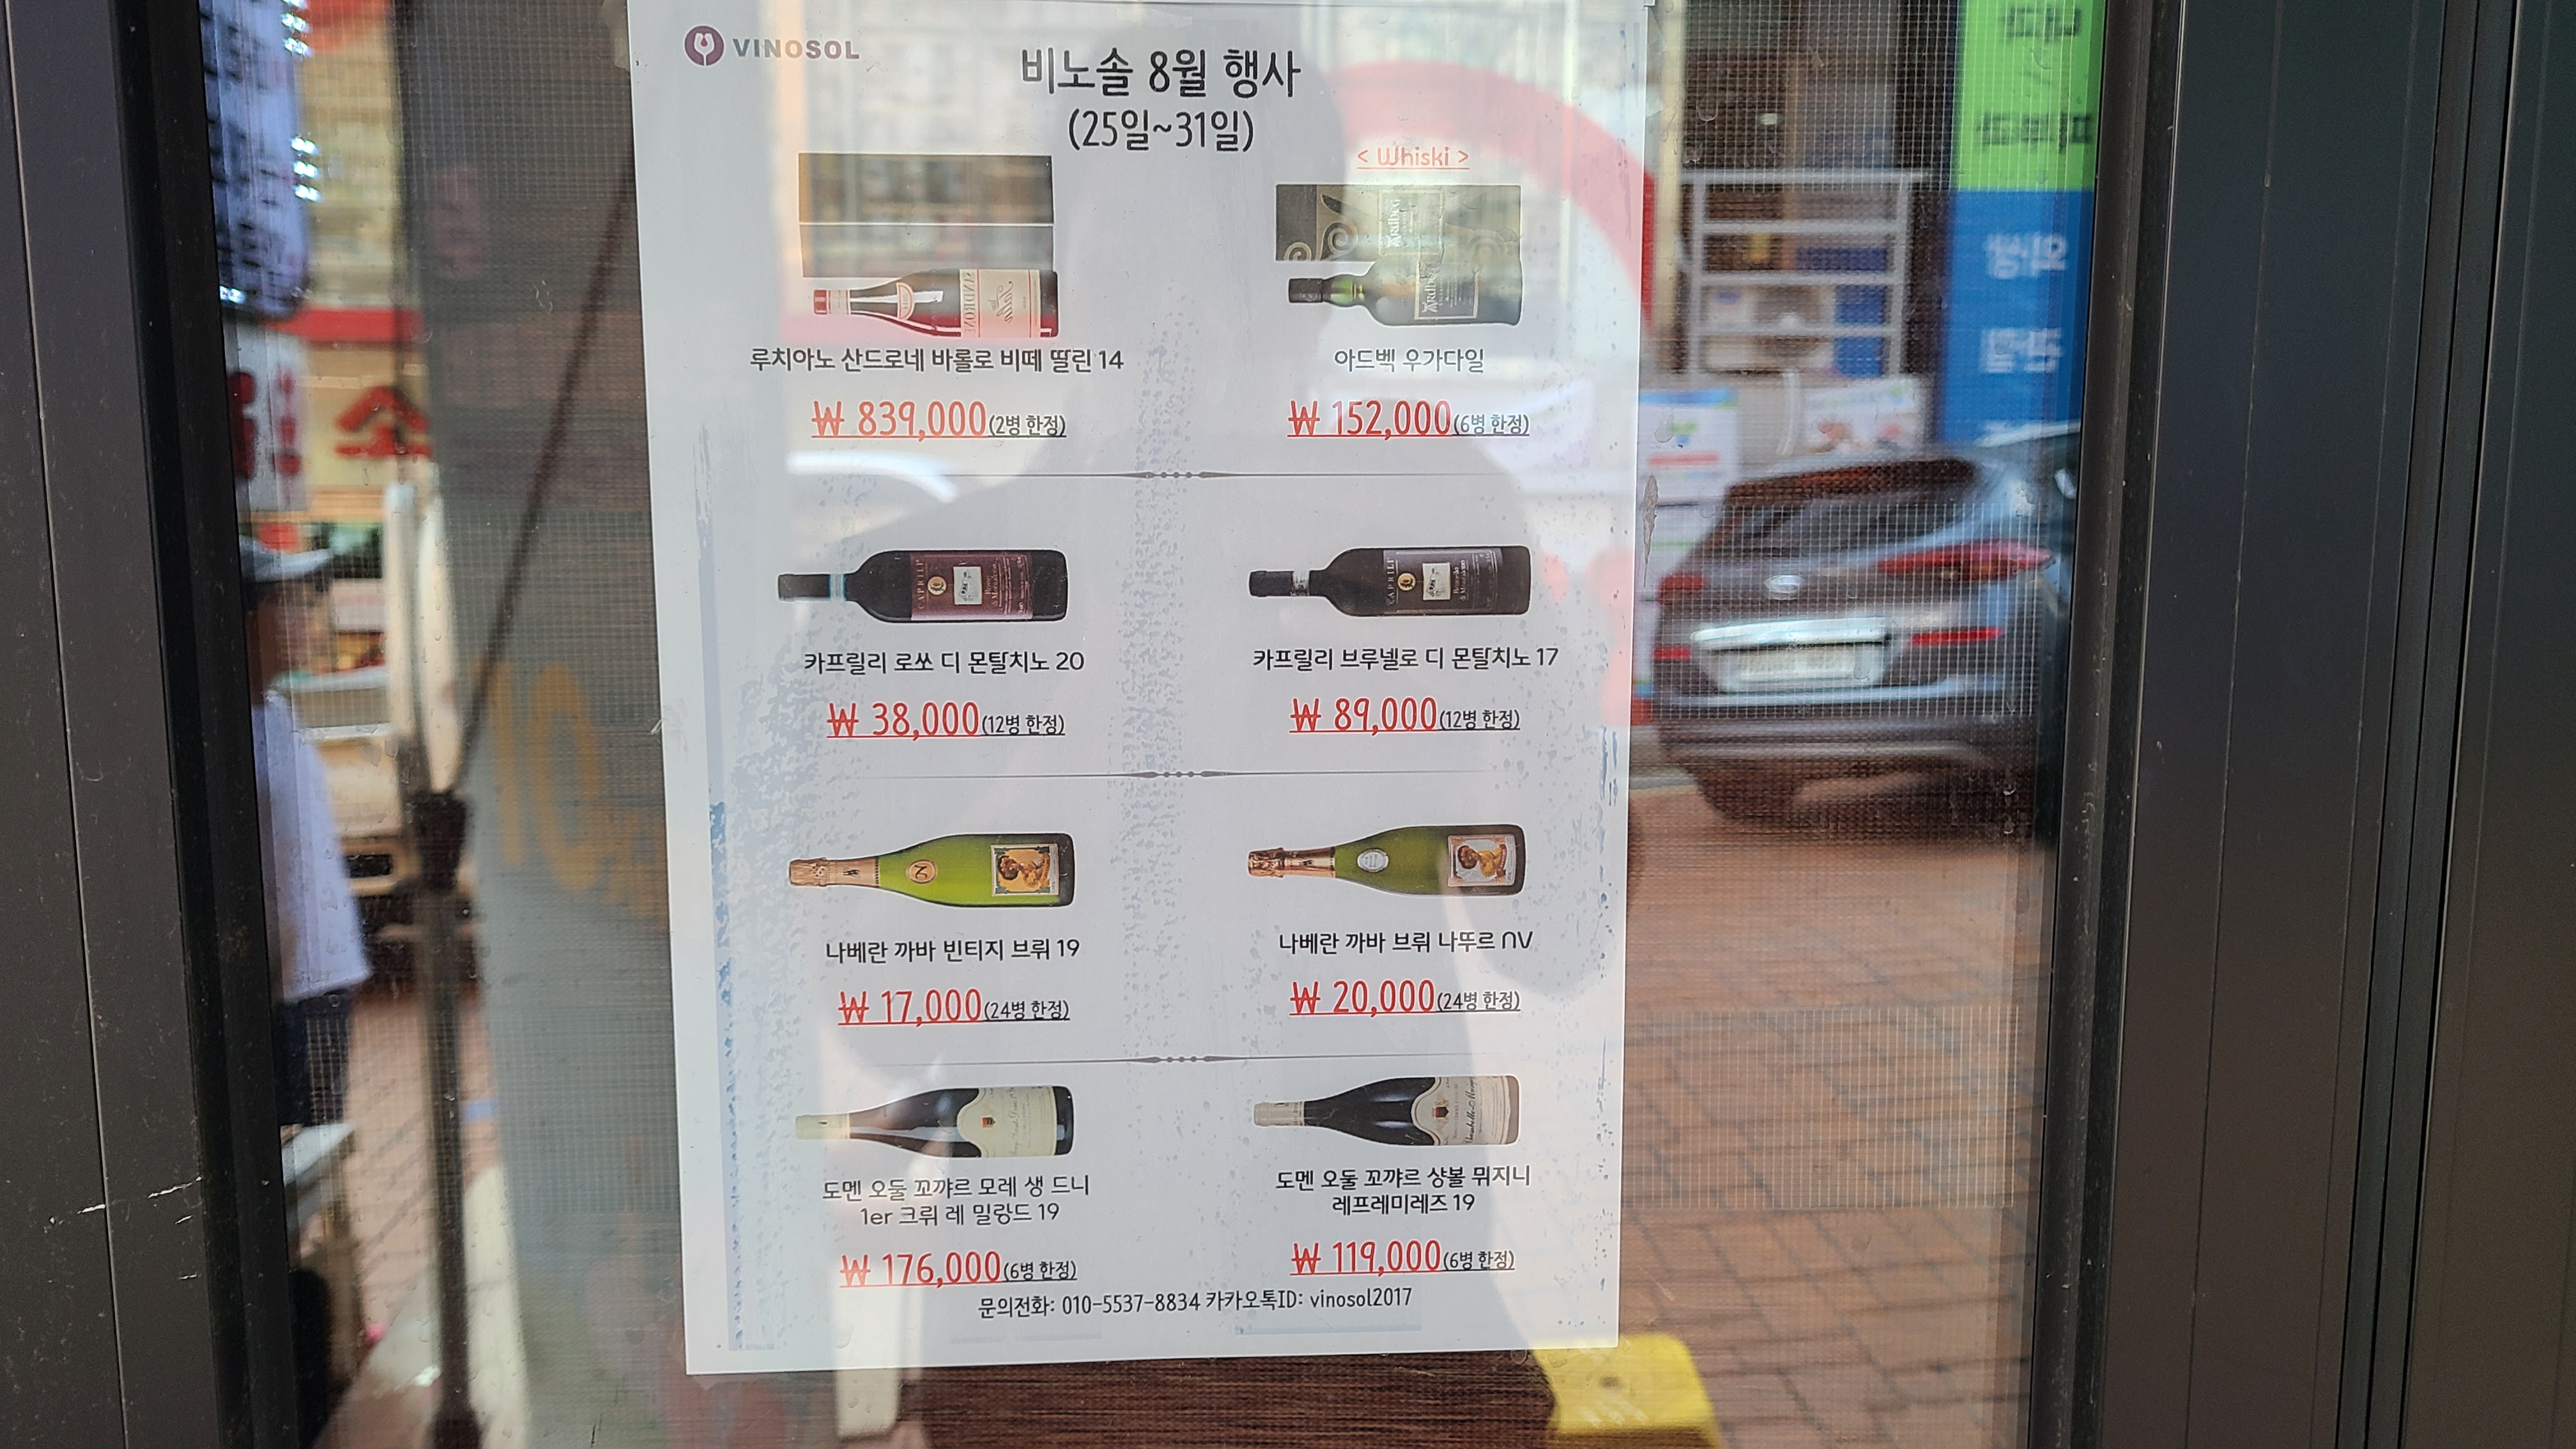 VINOSOL
비노솔 8월 행사
(25일~31일)
< Whiski >
루치아노 산드로네 바롤로 비떼 딸린 14
₩ 839,000(2병 한정)
아드벡 우가다일
₩ 152,000(6병 한정)
CAPRILI
카프릴리 로쏘 디 몬탈치노 20
₩ 38,000(12병 한정)
CAPRILI
카프릴리 브루넬로 디 몬탈치노 17
₩ 89,000(12병 한정)
나베란 까바 빈티지 브뤼 19
₩ 17,000(24병 한정)
나베란 까바 브뤼 나뚜르 NV
₩ 20,000(24병 한정)
도멘 오둘 꼬꺄르 모레 생 드니
1er 크뤼 레 밀랑드 19
₩ 176,000(6병 한정)
도멘 오둘 꼬꺄르 샹볼 뮈지니
레프레미레즈 19
₩ 119,000(6병 한정)
문의전화: 010-5537-8834 카카오톡ID: vinosol2017